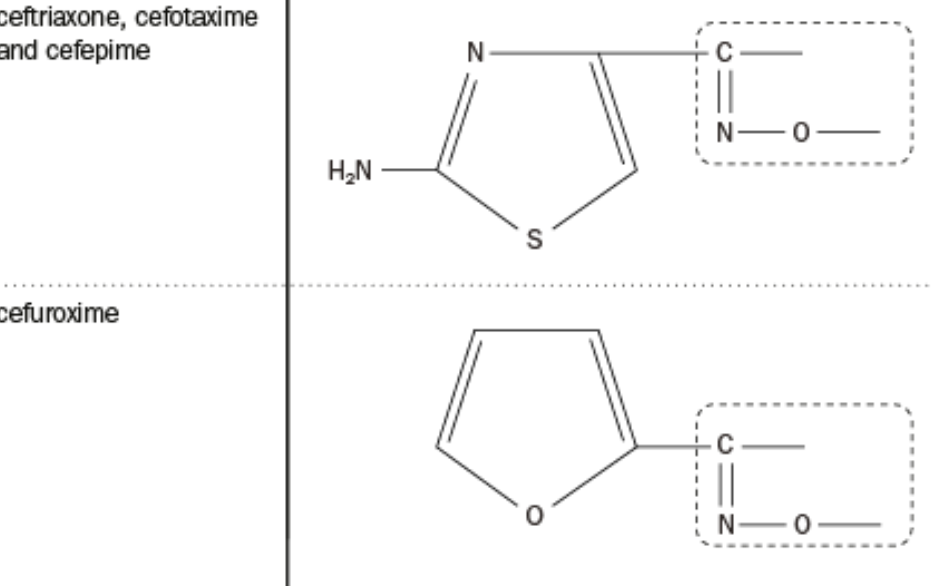 ceftriaxone, cefotaxime
and cefepime
N
C
N
O
H₂N
S
cefuroxime
C
O
N
O